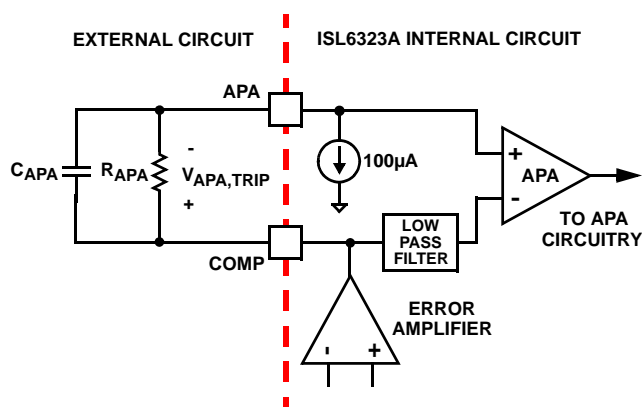 EXTERNAL CIRCUIT
ISL6323A INTERNAL CIRCUIT
APA
-
CAPA
RAPA
VAPA,TRIP
+
100µA
+
APA
-
LOW
PASS
FILTER
TO APA
CIRCUITRY
COMP
ERROR
AMPLIFIER
- +